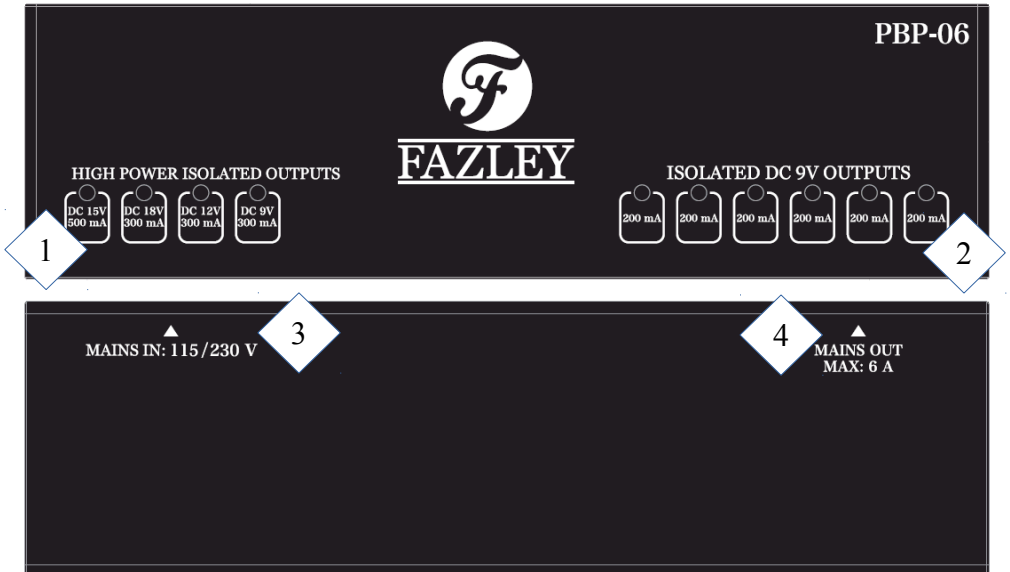 PBP-06
F
FAZLEY
HIGH POWER ISOLATED OUTPUTS
DC 15V
500 mA
DC 18V
300 mA
DC 12V
300 mA
DC 9V
300 mA
ISOLATED DC 9V OUTPUTS
200 mA
200 mA
200 mA
200 mA
200 mA
200 mA
1
2
MAINS IN: 115/230 V
3
4
MAINS OUT
MAX: 6 A